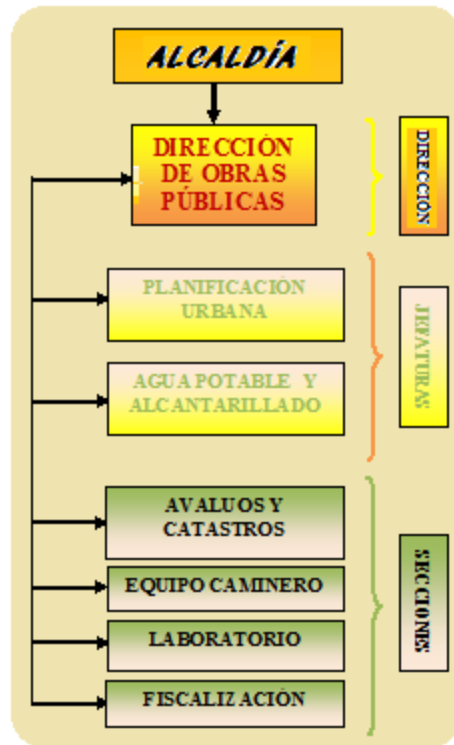 ALCALDÍA
DIRECCIÓN
DE OBRAS
PÚBLICAS
DIRECCIÓN
PLANIFICACIÓN
URBANA
AGUA POTABLE Y
ALCANTARILLADO
JEFATURAS
AVALUOS Y
CATASTROS
EQUIPO CAMINERO
LABORATORIO
FISCALIZACIÓN
SECCIONES